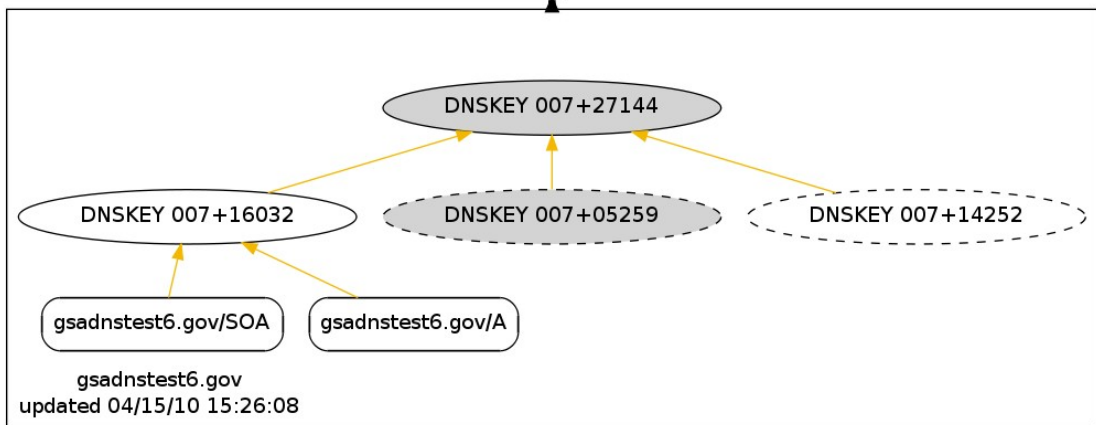 DNSKEY 007+27144
DNSKEY 007+16032
DNSKEY 007+05259
DNSKEY 007+14252
gsadnstest6.gov/SOA
gsadnstest6.gov/A
gsadnstest6.gov
updated 04/15/10 15:26:08